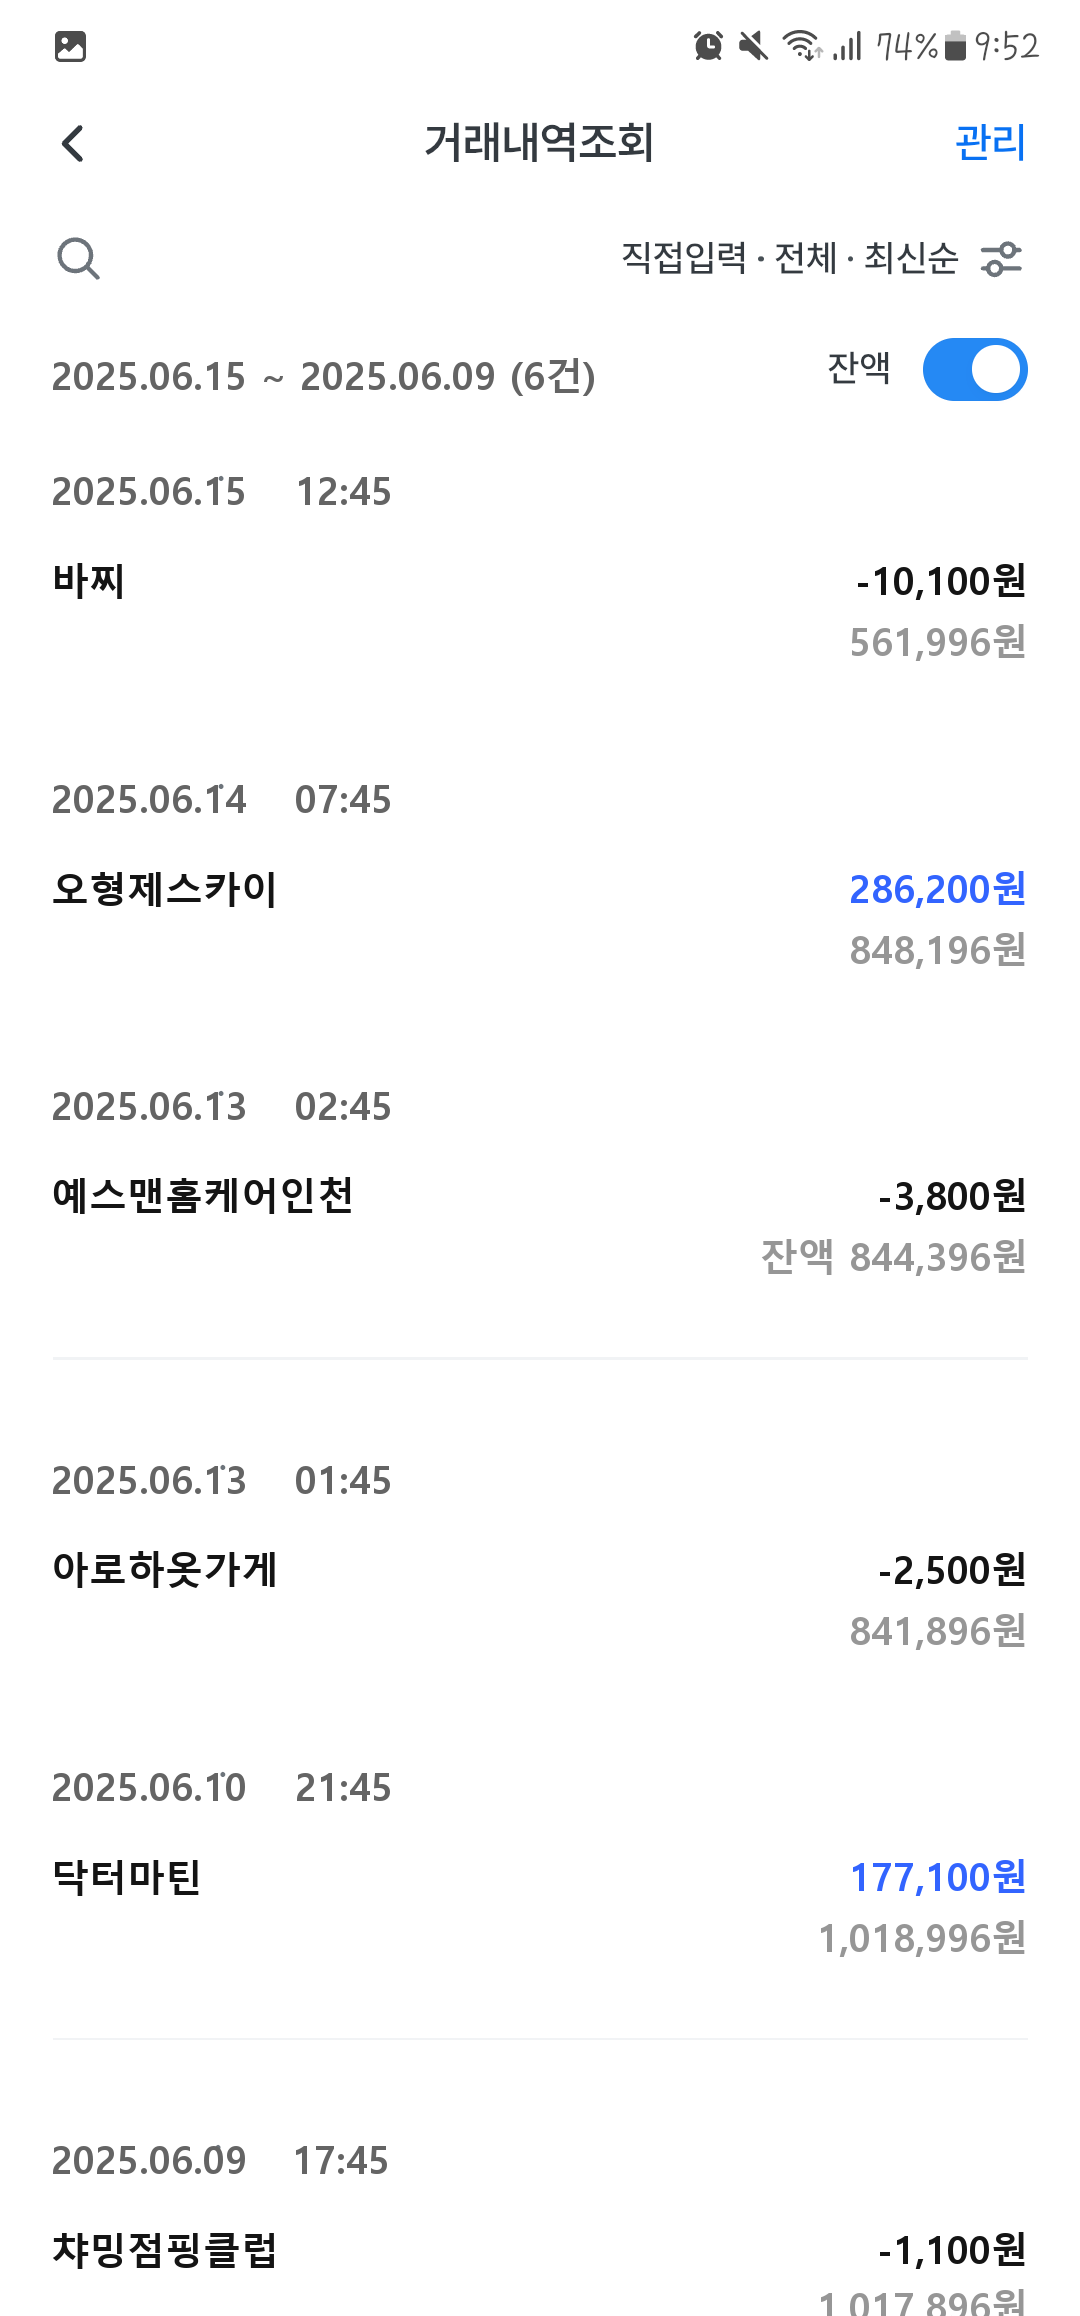 74% 9:52
거래내역조회 관리
직접입력 · 전체 · 최신순
2025.06.15 ~ 2025.06.09 (6건) 잔액
2025.06.15 12:45
바찌 -10,100원
561,996원
2025.06.14 07:45
오형제스카이 286,200원
848,196원
2025.06.13 02:45
예스맨홈케어인천 -3,800원
잔액 844,396원
2025.06.13 01:45
아로하옷가게 -2,500원
841,896원
2025.06.10 21:45
닥터마틴 177,100원
1,018,996원
2025.06.09 17:45
챠밍점핑클럽 -1,100원
1,017,896원